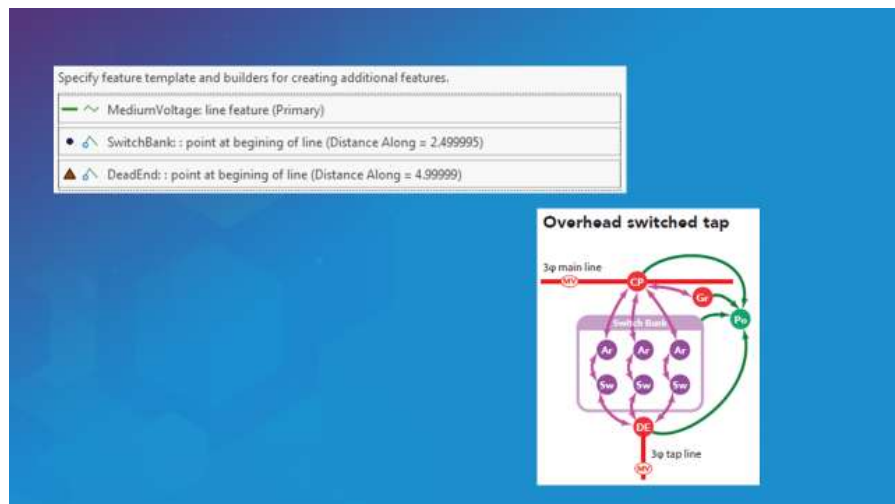 Specify feature template and builders for creating additional features.
MediumVoltage: line feature (Primary)
SwitchBank: : point at begining of line (Distance Along = 2.499995)
DeadEnd: : point at begining of line (Distance Along = 4.99999)
Overhead switched tap
3φ main line
MV
CP
Gr
Po
Switch Bank
Ar Ar Ar
Sw Sw Sw
DE
3φ tap line
MV